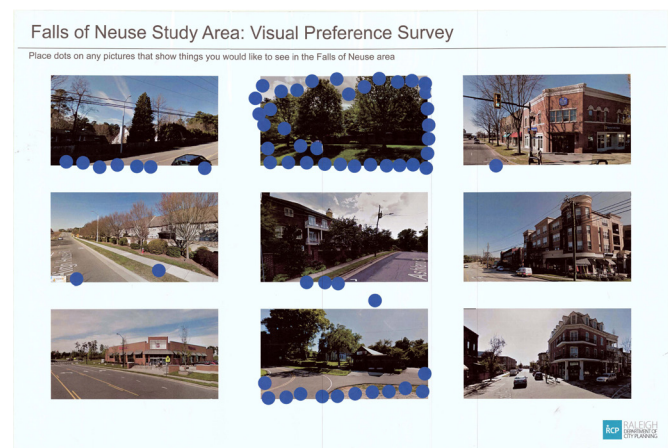 Falls of Neuse Study Area: Visual Preference Survey
Place dots on any pictures that show things you would like to see in the Falls of Neuse area
RCP
RALEIGH
DEPARTMENT OF
CITY PLANNING